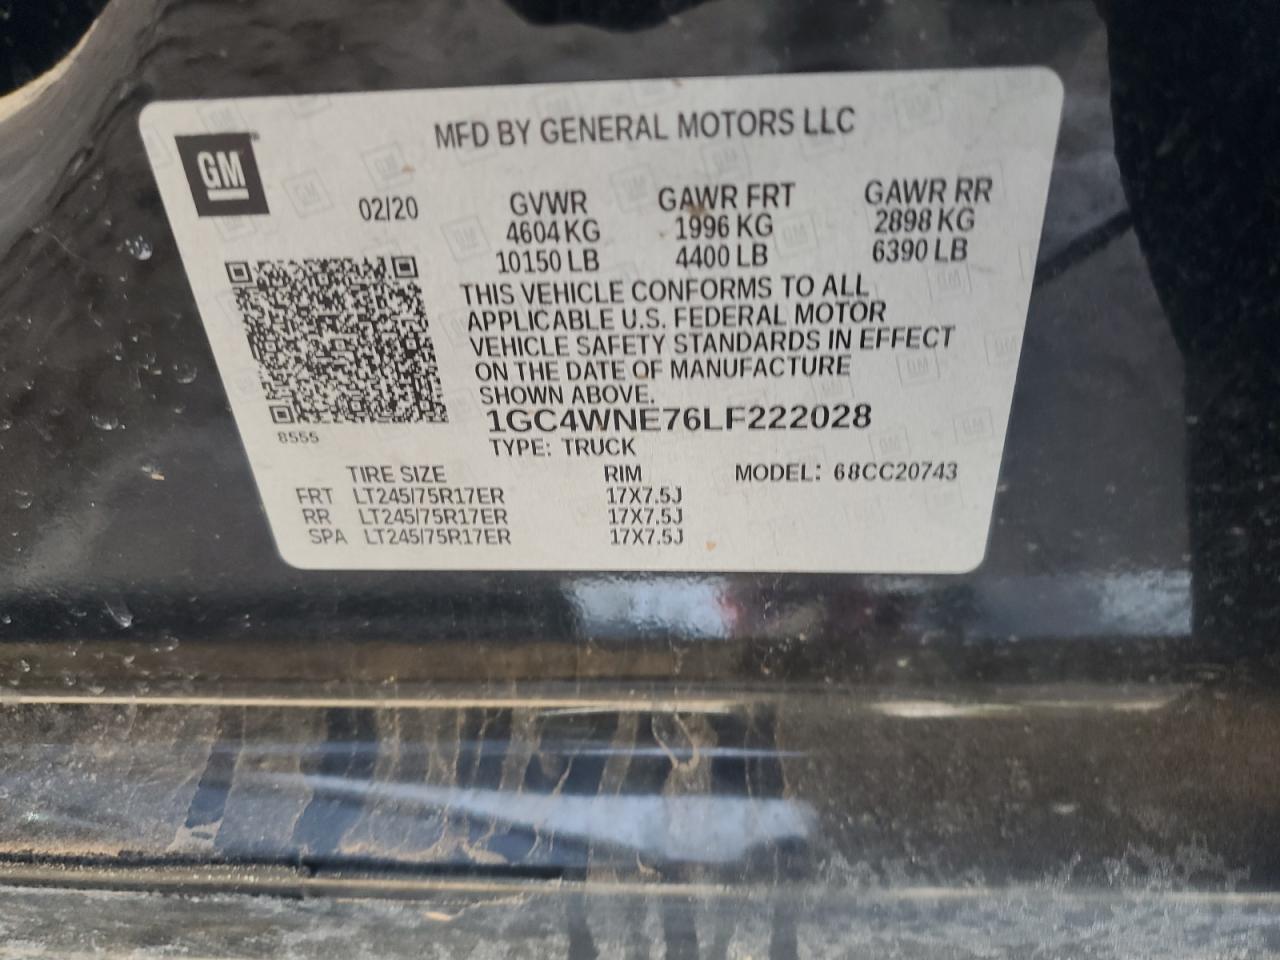 MFD BY GENERAL MOTORS LLC
GM
02/20 GVWR GAWR FRT GAWR RR
4604 KG 1996 KG 2898 KG
10150 LB 4400 LB 6390 LB
THIS VEHICLE CONFORMS TO ALL
APPLICABLE U.S. FEDERAL MOTOR
VEHICLE SAFETY STANDARDS IN EFFECT
ON THE DATE OF MANUFACTURE
SHOWN ABOVE.
8555
1GC4WNE76LF222028
TYPE: TRUCK
TIRE SIZE RIM MODEL: 68CC20743
FRT LT245/75R17ER 17X7.5J
RR LT245/75R17ER 17X7.5J
SPA LT245/75R17ER 17X7.5J